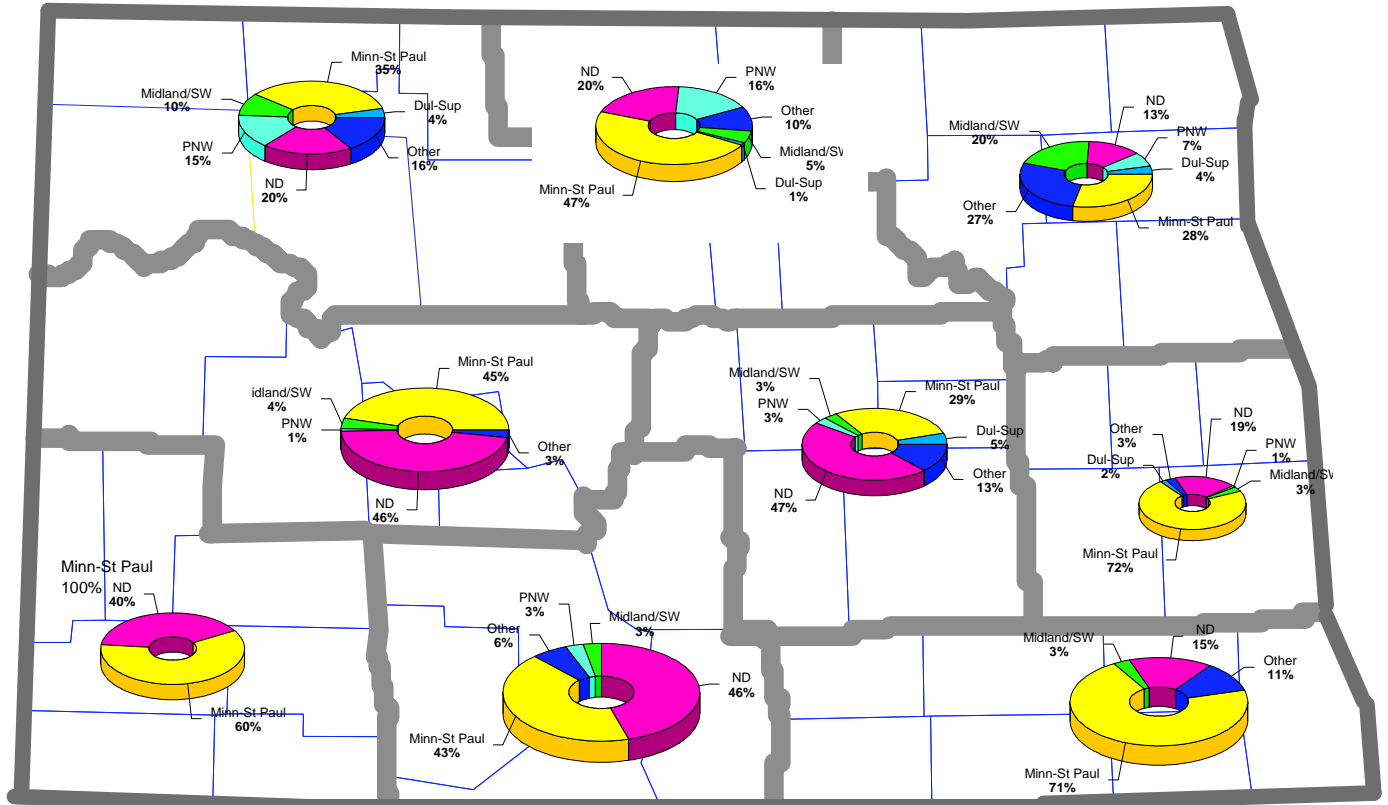 Minn-St Paul
35%
Midland/SW
10%
Dul-Sup
4%
PNW
15%
Other
16%
ND
20%
ND
20%
PNW
16%
Other
10%
Midland/SV
5%
Dul-Sup
1%
Minn-St Paul
47%
ND
13%
Midland/SW
20%
PNW
7%
Dul-Sup
4%
Other
27%
Minn-St Paul
28%
Minn-St Paul
45%
idland/SW
4%
PNW
1%
Other
3%
ND
46%
Midland/SW
3%
Minn-St Paul
29%
PNW
3%
Dul-Sup
5%
Other
13%
ND
47%
ND
19%
Other
3%
PNW
1%
Dul-Sup
2%
Midland/SV
3%
Minn-St Paul
72%
Minn-St Paul
100%
ND
40%
Minn-St Paul
60%
PNW
3%
Midland/SW
3%
Other
6%
ND
46%
Minn-St Paul
43%
Midland/SW
3%
ND
15%
Other
11%
Minn-St Paul
71%